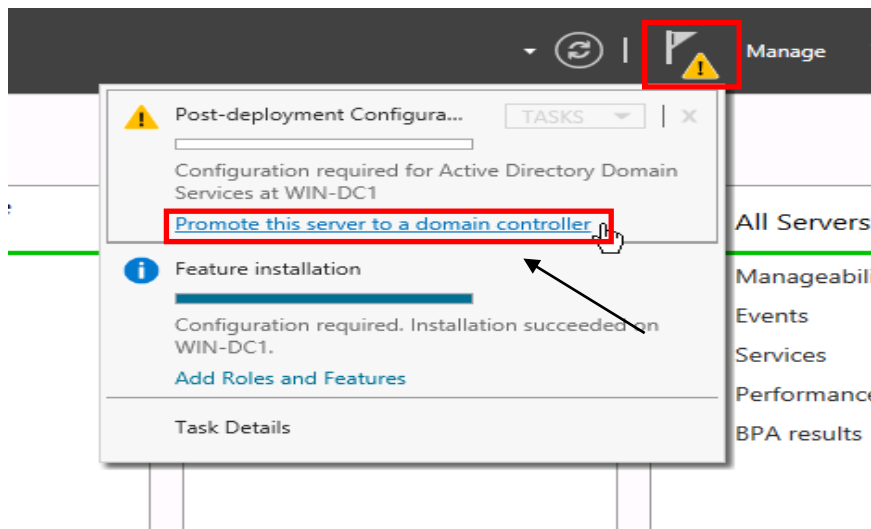 Manage
Post-deployment Configura...
TASKS
Configuration required for Active Directory Domain
Services at WIN-DC1
Promote this server to a domain controller
Feature installation
Configuration required. Installation succeeded on
WIN-DC1.
Add Roles and Features
Task Details
All Servers
Manageabili
Events
Services
Performance
BPA results